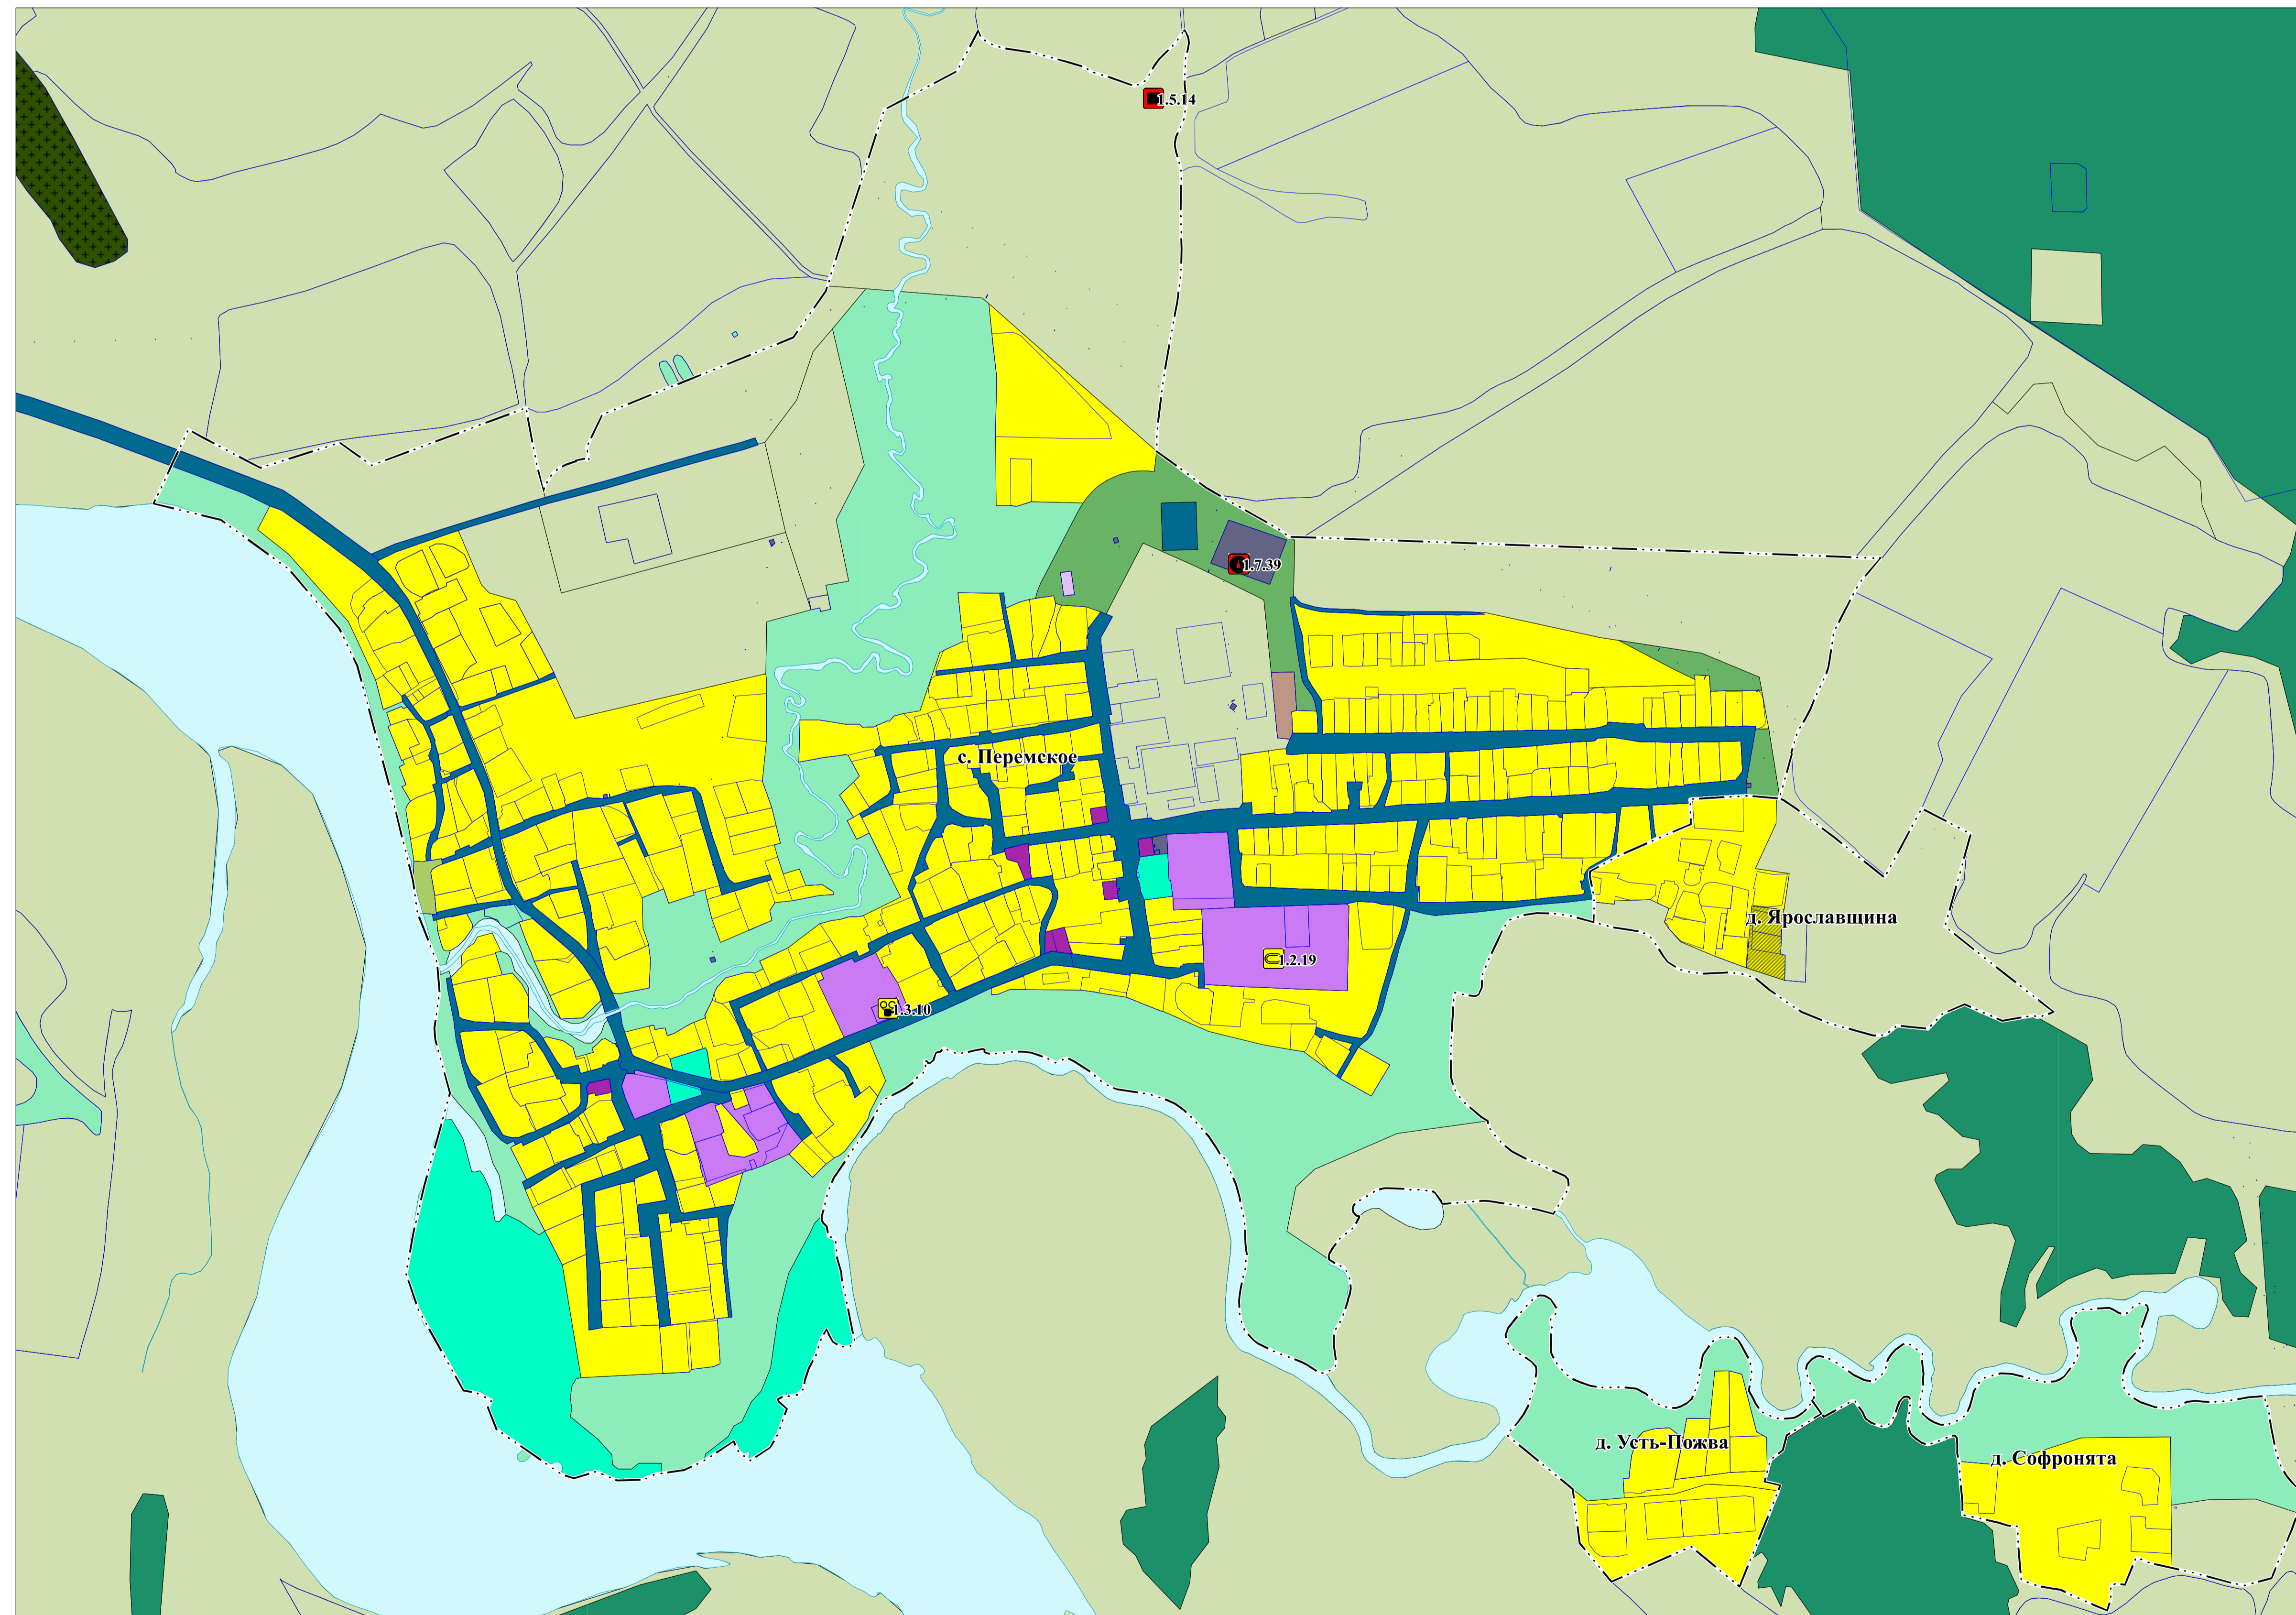 1.5.14
1.7.39
с. Перемское
д. Ярославщина
1.2.19
1.3.10
д. Усть-Пожва
д. Софронята